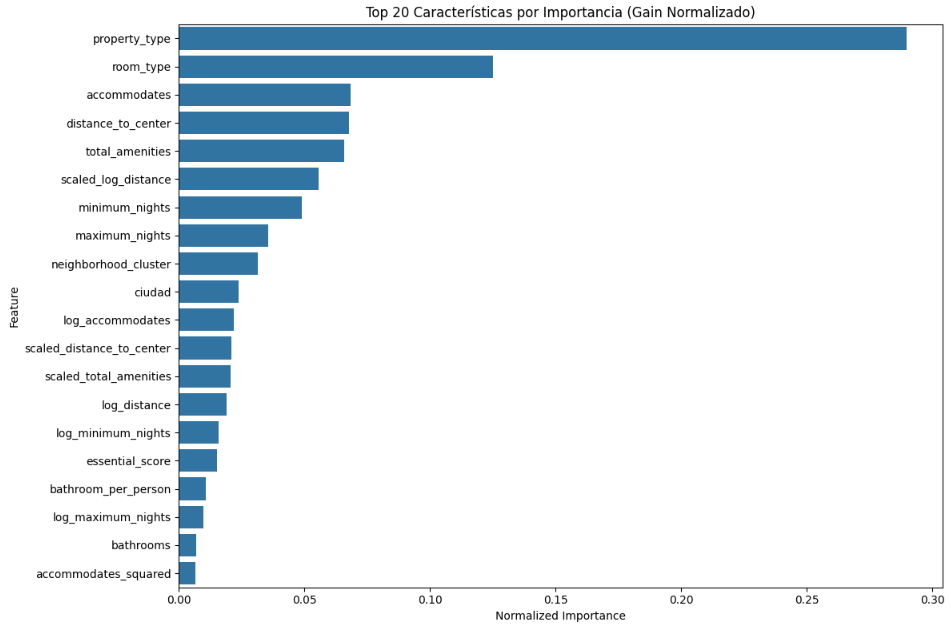 Top 20 Características por Importancia (Gain Normalizado)
Feature
property_type
room_type
accommodates
distance_to_center
total_amenities
scaled_log_distance
minimum_nights
maximum_nights
neighborhood_cluster
ciudad
log_accommodates
scaled_distance_to_center
scaled_total_amenities
log_distance
log_minimum_nights
essential_score
bathroom_per_person
log_maximum_nights
bathrooms
accommodates_squared
0.00 0.05 0.10 0.15 0.20 0.25 0.30
Normalized Importance